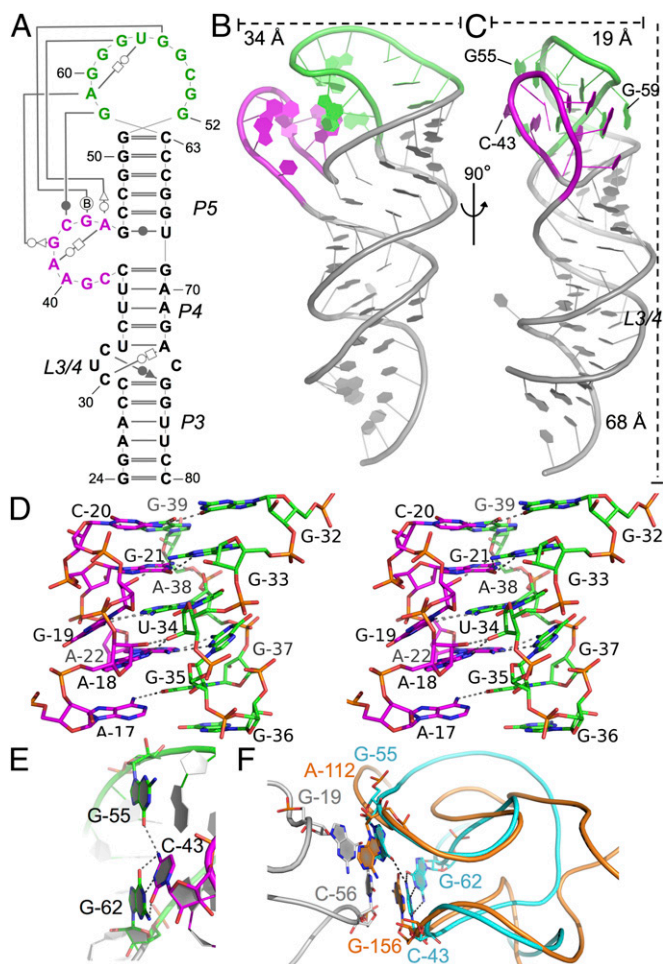 A
B
C
34 Å
19 Å
G55
G-59
C-43
G G U G
G G
60 G C
A G
G G 52
G C
50 G C 63
G C
C G
C G P5
G U
B
C G A
G
A A G C
40
C G
U A 70
U A P4
C G
U A
L3/4
C U C C
30
C G
C G
A U P3
A U
G C
24 G C 80
90°
L3/4
68 Å
D
C-20 G-39 G-32
G-21 G-33
A-38
G-19 U-34
A-22 G-37
A-18 G-35
A-17 G-36
C-20 G-39 G-32
G-21 G-33
A-38
G-19 U-34
A-22 G-37
A-18 G-35
A-17 G-36
E
G-55
C-43
G-62
F
G-55
A-112
G-19
G-62
C-56
G-156
C-43